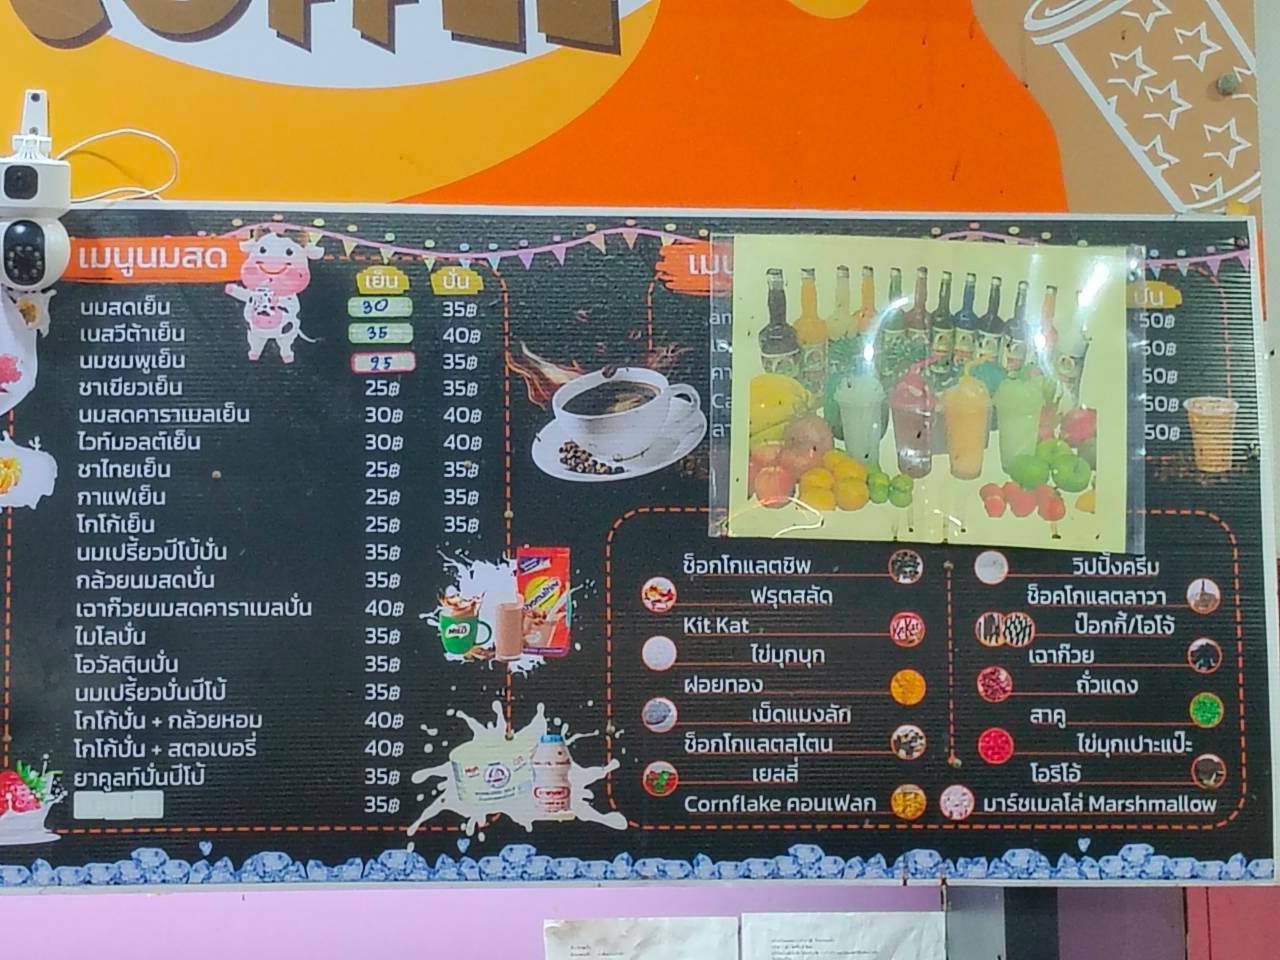 COFFEE
เมนูนมสด
เย็น ปั่น
นมสดเย็น 30 35฿
เนสวีต้าเย็น 35 40฿
นมชมพูเย็น 25 35฿
ชาเขียวเย็น 25฿ 35฿
นมสดคาราเมลเย็น 30฿ 40฿
ไวท์มอลต์เย็น 30฿ 40฿
ชาไทยเย็น 25฿ 35฿
กาแฟเย็น 25฿ 35฿
โกโก้เย็น 25฿ 35฿
นมเปรี้ยวบีโป้ปั่น 35฿
กล้วยนมสดปั่น 35฿
เฉาก๊วยนมสดคาราเมลปั่น 40฿
ไมโลปั่น 35฿
โอวัลตินปั่น 35฿
นมเปรี้ยวปั่นปีโป้ 35฿
โกโก้ปั่น + กล้วยหอม 40฿
โกโก้ปั่น + สตอเบอรี่ 40฿
ยาคูลท์ปั่นปีโป้ 35฿
35฿
ปั่น
50฿
50฿
50฿
50฿
50฿
ช็อกโกแลตชิพ
ฟรุตสลัด
Kit Kat
ไข่มุกนุก
ฝอยทอง
เม็ดแมงลัก
ช็อกโกแลตสโตน
เยลลี่
Cornflake คอนเฟลก
วิปปิ้งครีม
ช็อคโกแลตลาวา
ป๊อกกี้/โอโจ้
เฉาก๊วย
ถั่วแดง
สาคู
ไข่มุกเปาะแป๊ะ
โอริโอ้
มาร์ชเมลโล่ Marshmallow